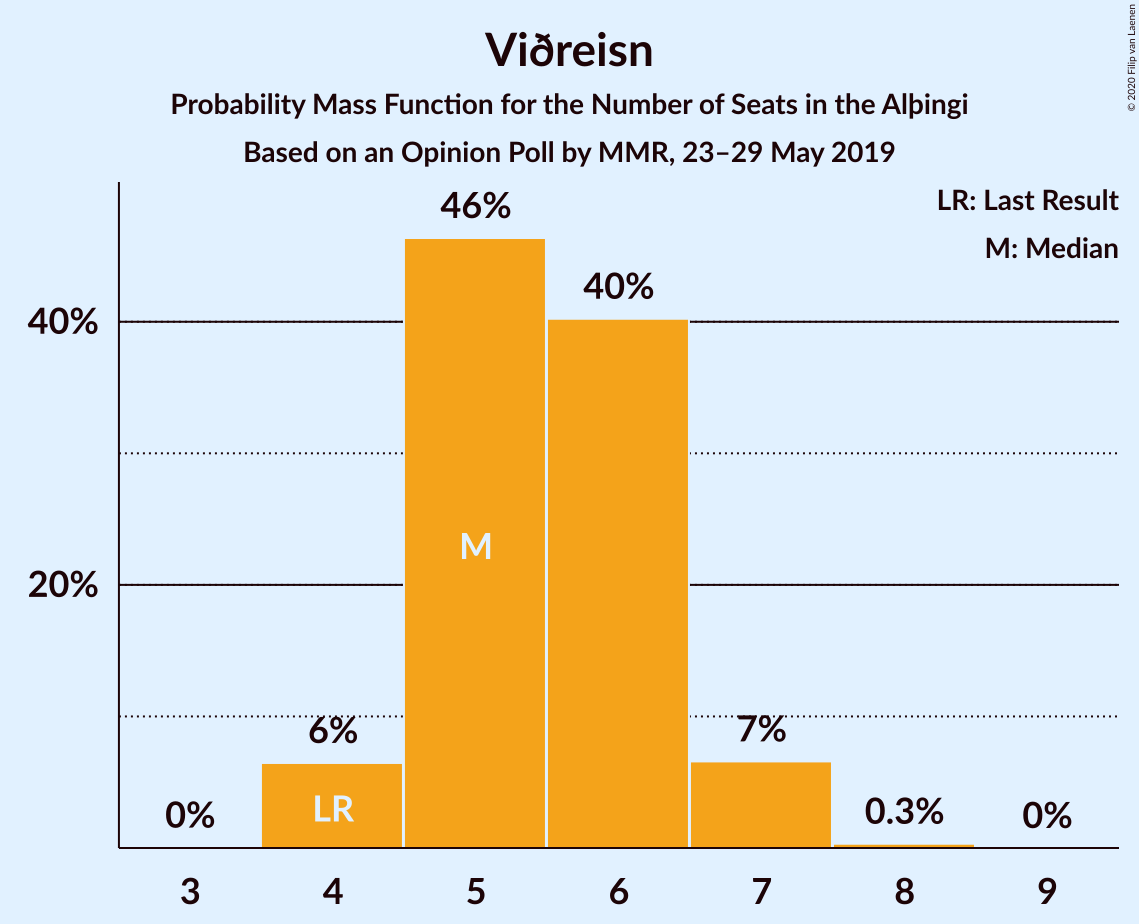 Viðreisn
Probability Mass Function for the Number of Seats in the Alþingi
Based on an Opinion Poll by MMR, 23–29 May 2019
© 2020 Filip van Laenen
LR: Last Result
M: Median
46%
40%
40%
M
20%
6%
7%
0%
LR
0.3%
0%
3 4 5 6 7 8 9